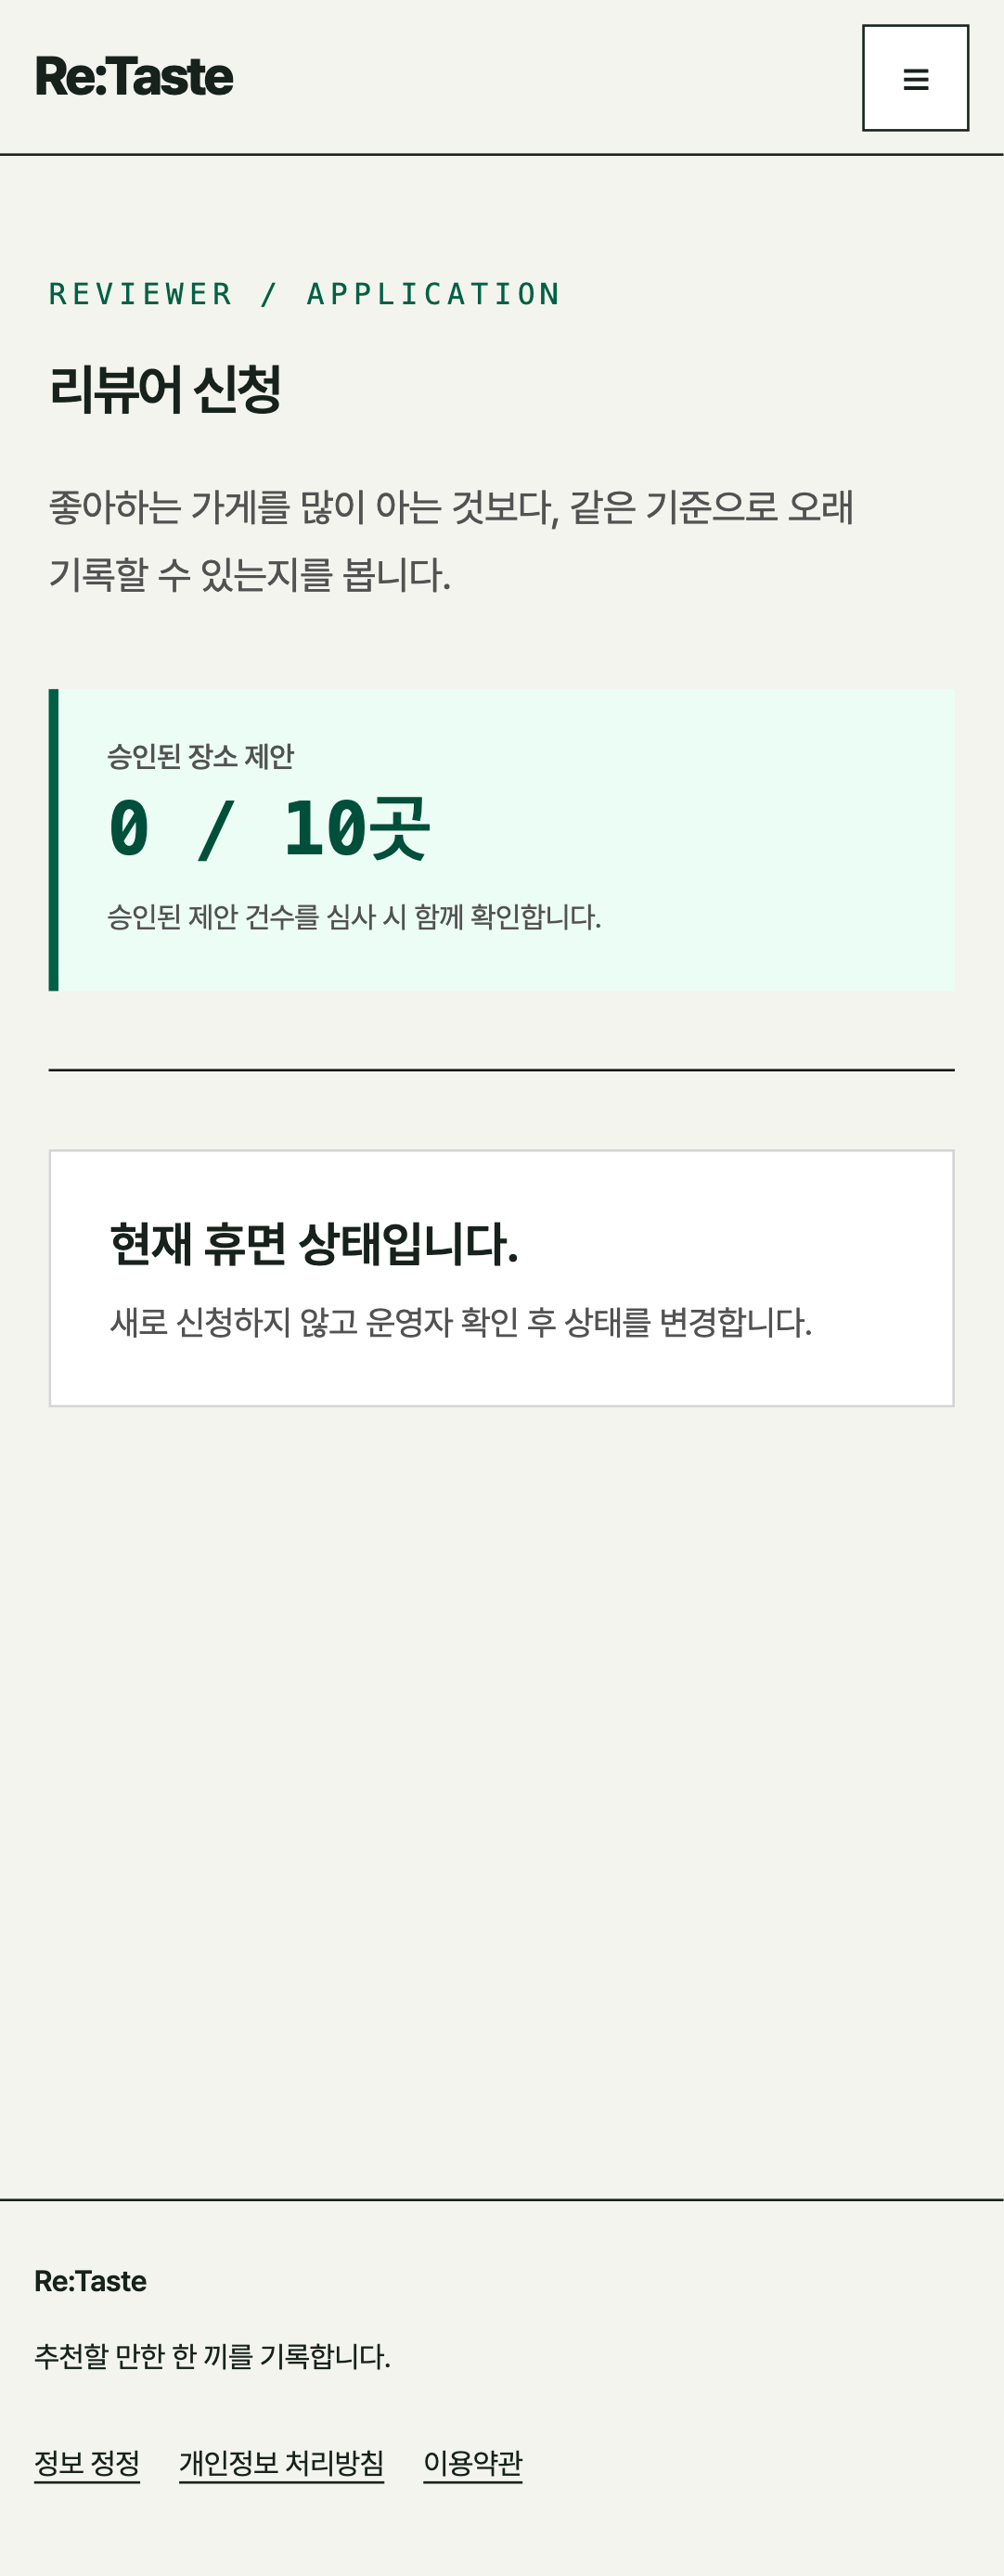 Re:Taste
REVIEWER / APPLICATION
리뷰어 신청
좋아하는 가게를 많이 아는 것보다, 같은 기준으로 오래
기록할 수 있는지를 봅니다.
승인된 장소 제안
0 / 10곳
승인된 제안 건수를 심사 시 함께 확인합니다.
현재 휴면 상태입니다.
새로 신청하지 않고 운영자 확인 후 상태를 변경합니다.
Re:Taste
추천할 만한 한 끼를 기록합니다.
정보 정정 개인정보 처리방침 이용약관